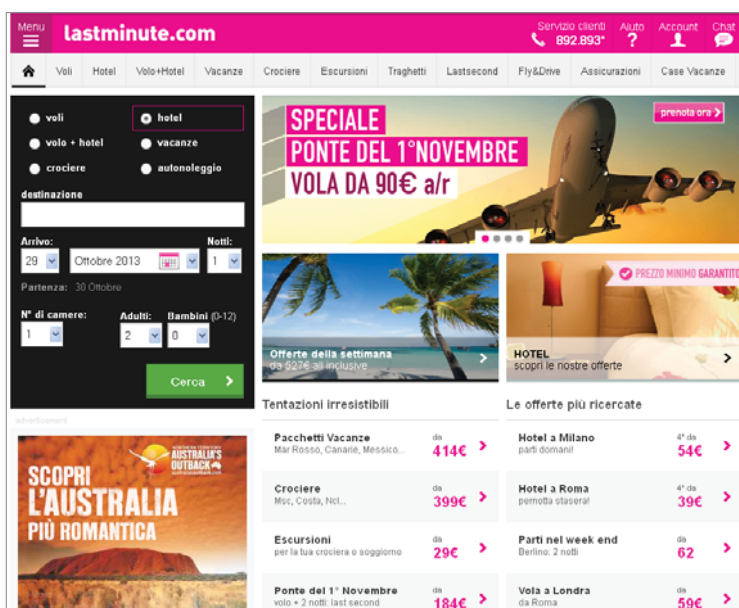 Menu
lastminute.com
Servizio clienti
892.893*
Aiuto
?
Account
Chat
Voli
Hotel
Volo+Hotel
Vacanze
Crociere
Escursioni
Traghetti
Lastsecond
Fly&Drive
Assicurazioni
Case Vacanze
voli
hotel
volo + hotel
vacanze
crociere
autonoleggio
destinazione
Arrivo:
Notti:
29
Ottobre 2013
1
Partenza: 30 Ottobre
N° di camere:
Adulti:
Bambini (0-12)
1
2
0
Cerca
advertisement
SCOPRI
L'AUSTRALIA
PIÙ ROMANTICA
NORTHERN TERRITORY
AUSTRALIA'S
OUTBACK
SPECIALE
PONTE DEL 1°NOVEMBRE
VOLA DA 90€ a/r
prenota ora
Offerte della settimana
da 527€ all inclusive
PREZZO MINIMO GARANTITO
HOTEL
scopri le nostre offerte
Tentazioni irresistibili
Pacchetti Vacanze
Mar Rosso, Canarie, Messico...
da
414€
Crociere
Msc, Costa, Ncl...
da
399€
Escursioni
per la tua crociera o soggiorno
da
29€
Ponte del 1° Novembre
volo + 2 notti: last second
da
184€
Le offerte più ricercate
Hotel a Milano
parti domani!
4* da
54€
Hotel a Roma
pernotta stasera!
4* da
39€
Parti nel week end
Berlino: 2 notti
da
62
Vola a Londra
da Roma
da
59€